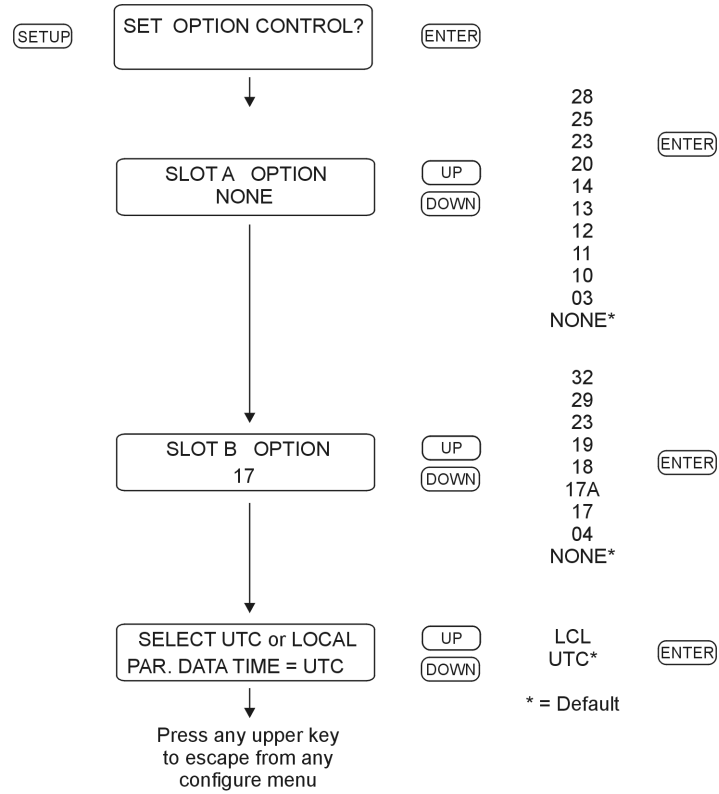 SETUP
SET OPTION CONTROL?
ENTER
SLOT A OPTION
NONE
UP
DOWN
28
25
23
20
14
13
12
11
10
03
NONE*
ENTER
SLOT B OPTION
17
UP
DOWN
32
29
23
19
18
17A
17
04
NONE*
ENTER
SELECT UTC or LOCAL
PAR. DATA TIME = UTC
UP
DOWN
LCL
UTC*
ENTER
* = Default
Press any upper key
to escape from any
configure menu